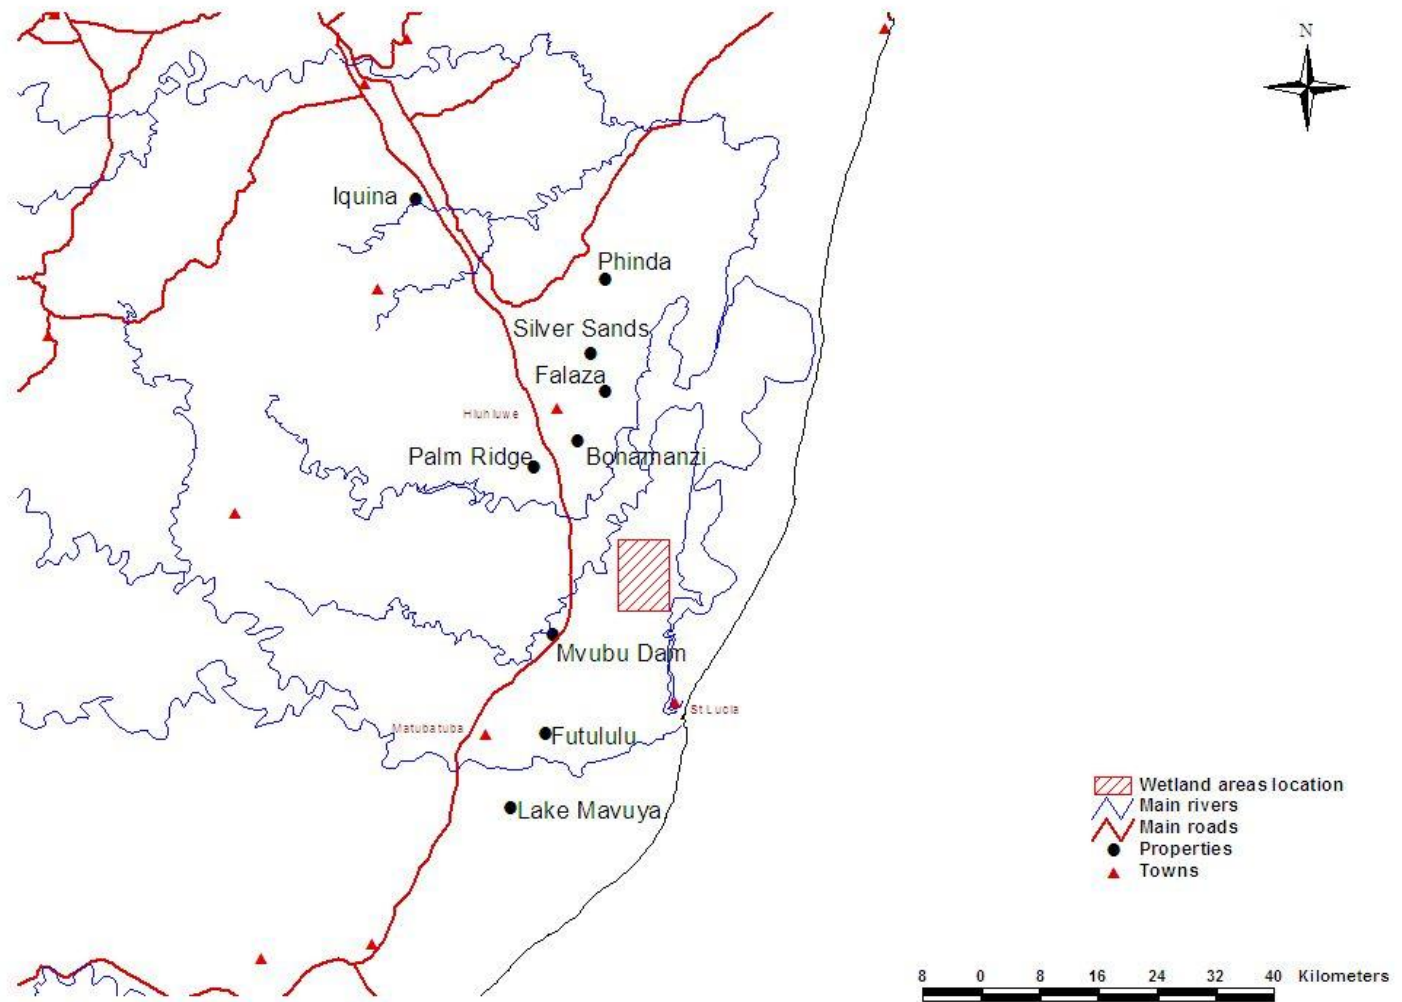 N
Iquina
Phinda
Silver Sands
Falaza
Hluhluwe
Palm Ridge
Bonamanzi
Mvubu Dam
St Lucia
Matubatuba
Futululu
Lake Mavuya
Wetland areas location
Main rivers
Main roads
Properties
Towns
8 0 8 16 24 32 40 Kilometers